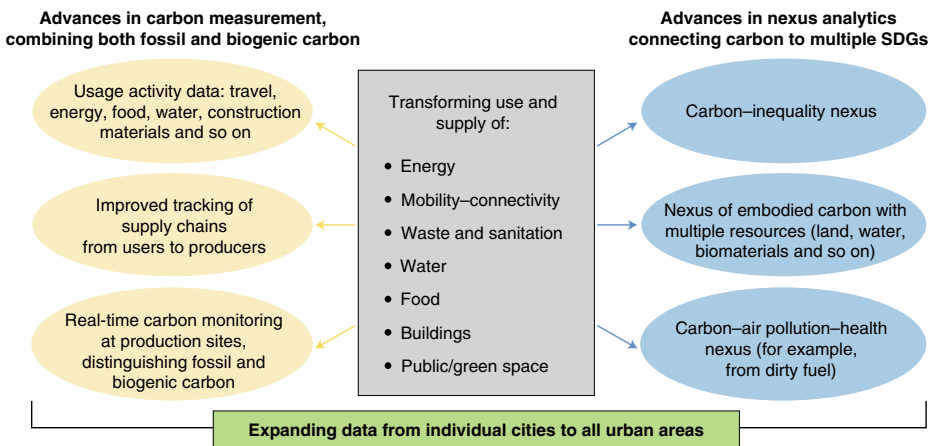 Advances in carbon measurement,
combining both fossil and biogenic carbon
Usage activity data: travel,
energy, food, water, construction
materials and so on
Improved tracking of
supply chains
from users to producers
Real-time carbon monitoring
at production sites,
distinguishing fossil and
biogenic carbon
Transforming use and
supply of:
• Energy
• Mobility–connectivity
• Waste and sanitation
• Water
• Food
• Buildings
• Public/green space
Advances in nexus analytics
connecting carbon to multiple SDGs
Carbon–inequality nexus
Nexus of embodied carbon with
multiple resources (land, water,
biomaterials and so on)
Carbon–air pollution–health
nexus (for example,
from dirty fuel)
Expanding data from individual cities to all urban areas